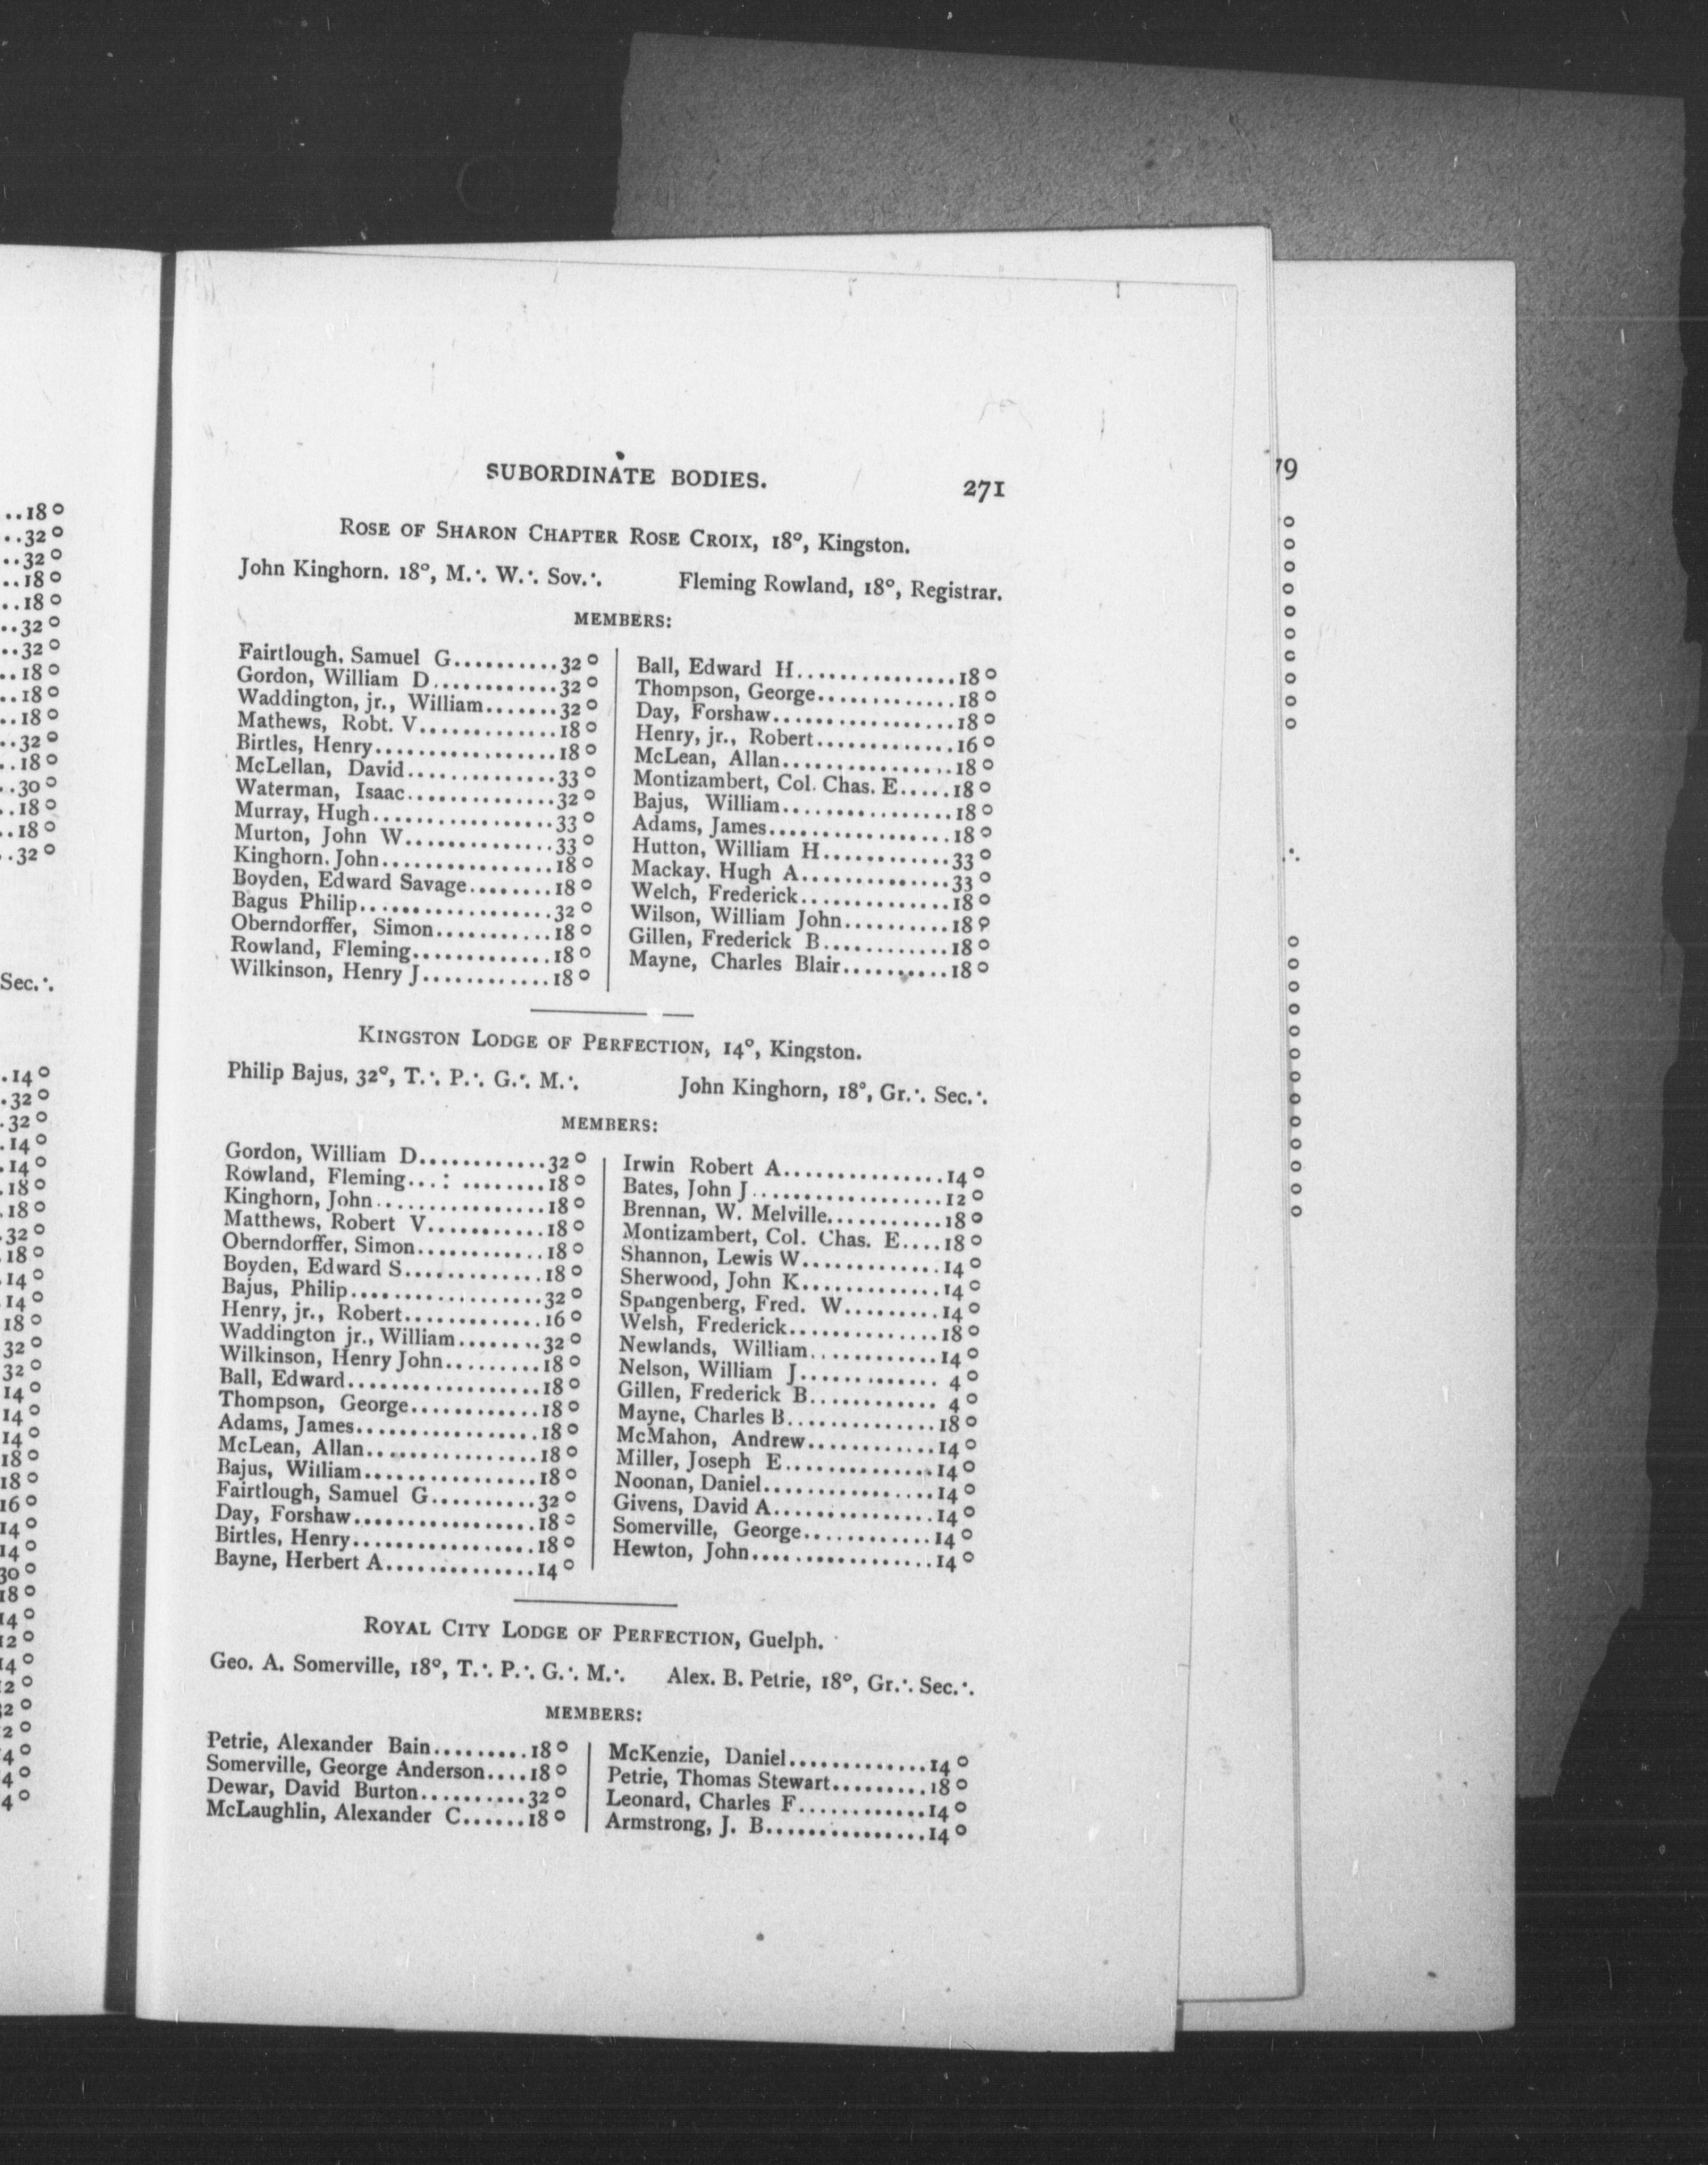 SUBORDINATE BODIES.
271
ROSE OF SHARON CHAPTER ROSE CROIX, 18°, Kingston.
John Kinghorn. 18°, M.∴ W.∴ Sov.∴ Fleming Rowland, 18°, Registrar.
MEMBERS:
Fairtlough, Samuel G..........32°
Gordon, William D............32°
Waddington, jr., William.......32°
Mathews, Robt. V.............18°
Birtles, Henry.................18°
McLellan, David..............33°
Waterman, Isaac..............32°
Murray, Hugh.................33°
Murton, John W..............33°
Kinghorn. John................18°
Boyden, Edward Savage........18°
Bagus Philip..................32°
Oberndorffer, Simon...........18°
Rowland, Fleming.............18°
Wilkinson, Henry J............18°
Ball, Edward H...............18°
Thompson, George.............18°
Day, Forshaw.................18°
Henry, jr., Robert.............16°
McLean, Allan................18°
Montizambert, Col. Chas. E.....18°
Bajus, William................18°
Adams, James.................18°
Hutton, William H............33°
Mackay. Hugh A..............33°
Welch, Frederick..............18°
Wilson, William John..........18°
Gillen, Frederick B............18°
Mayne, Charles Blair..........18°
KINGSTON LODGE OF PERFECTION, 14°, Kingston.
Philip Bajus, 32°, T.∴ P.∴ G.∴ M.∴ John Kinghorn, 18°, Gr.∴ Sec.∴
MEMBERS:
Gordon, William D............32°
Rowland, Fleming...: ........18°
Kinghorn, John................18°
Matthews, Robert V...........18°
Oberndorffer, Simon............18°
Boyden, Edward S.............18°
Bajus, Philip..................32°
Henry, jr., Robert.............16°
Waddington jr., William........32°
Wilkinson, Henry John.........18°
Ball, Edward..................18°
Thompson, George............18°
Adams, James.................18°
McLean, Allan................18°
Bajus, William................18°
Fairtlough, Samuel G..........32°
Day, Forshaw.................18°
Birtles, Henry.................18°
Bayne, Herbert A..............14°
Irwin Robert A...............14°
Bates, John J..................12°
Brennan, W. Melville...........18°
Montizambert, Col. Chas. E....18°
Shannon, Lewis W.............14°
Sherwood, John K.............14°
Spangenberg, Fred. W.........14°
Welsh, Frederick..............18°
Newlands, William............14°
Nelson, William J............. 4°
Gillen, Frederick B............ 4°
Mayne, Charles B..............18°
McMahon, Andrew............14°
Miller, Joseph E..............14°
Noonan, Daniel................14°
Givens, David A...............14°
Somerville, George............14°
Hewton, John.................14°
ROYAL CITY LODGE OF PERFECTION, Guelph.
Geo. A. Somerville, 18°, T.∴ P.∴ G.∴ M.∴ Alex. B. Petrie, 18°, Gr.∴ Sec.∴
MEMBERS:
Petrie, Alexander Bain.........18°
Somerville, George Anderson....18°
Dewar, David Burton..........32°
McLaughlin, Alexander C......18°
McKenzie, Daniel.............14°
Petrie, Thomas Stewart.........18°
Leonard, Charles F............14°
Armstrong, J. B...............14°